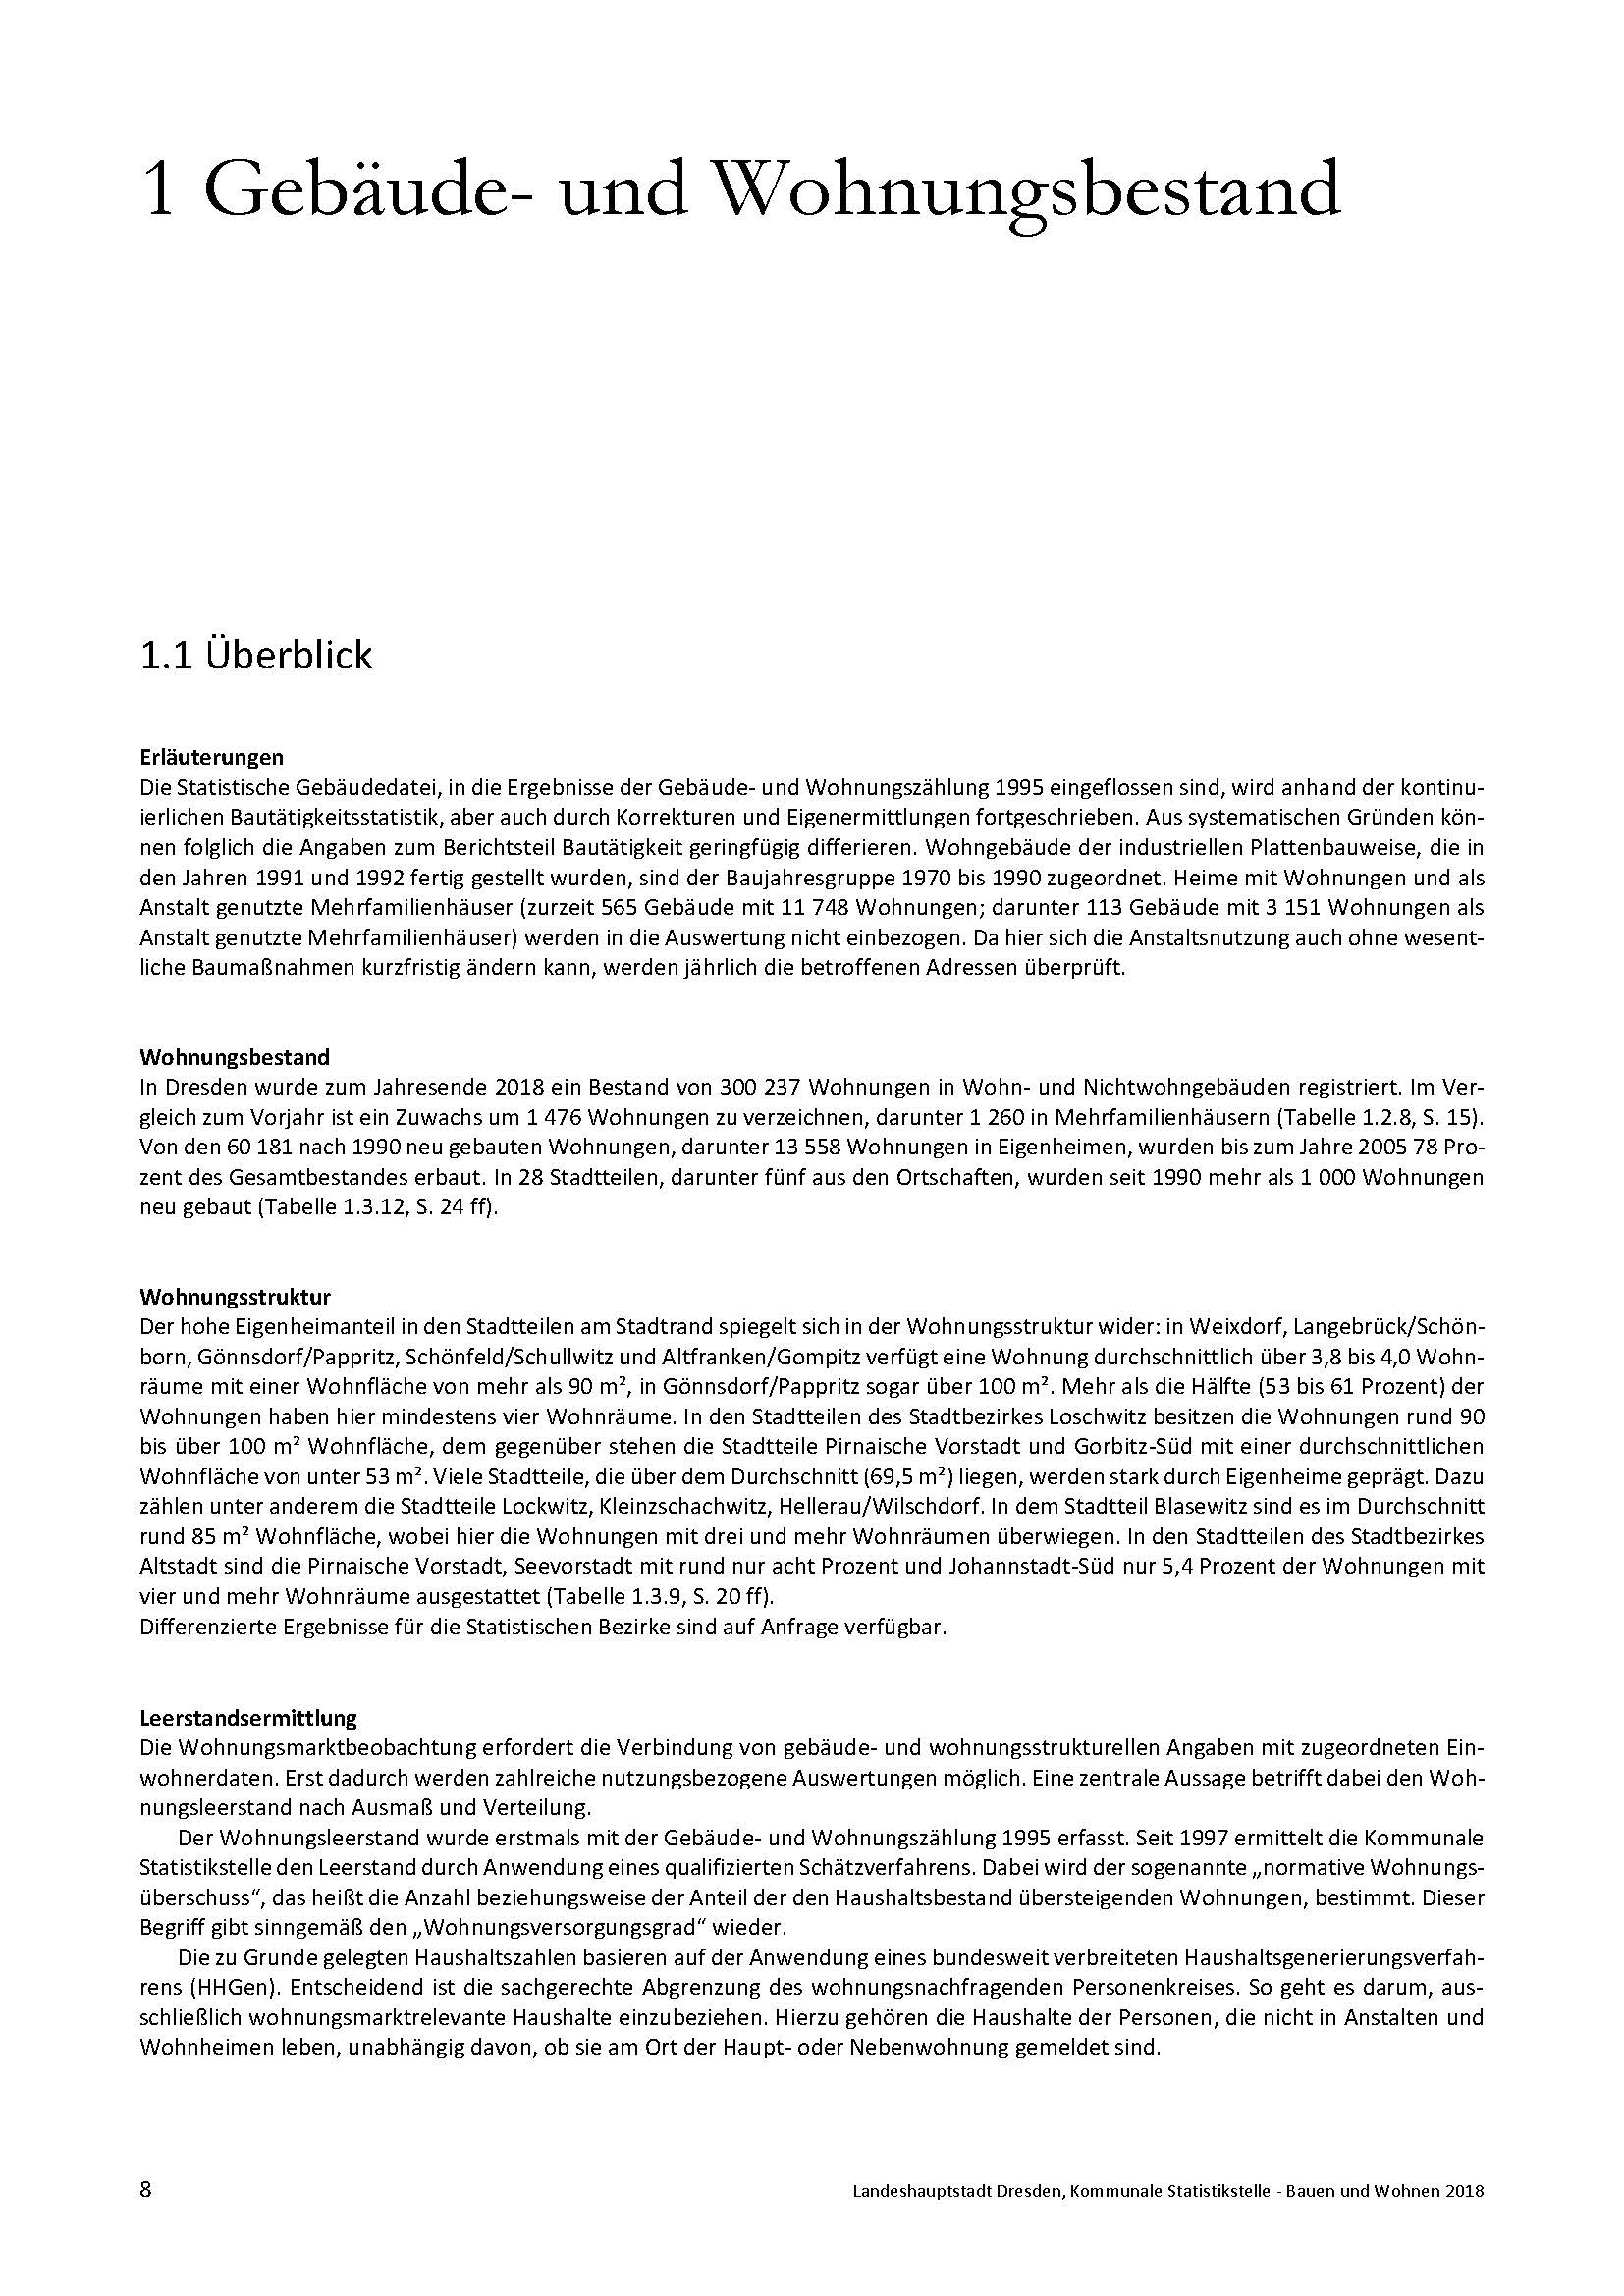 1 Gebäude- und Wohnungsbestand
1.1 Überblick
Erläuterungen
Die Statistische Gebäudedatei, in die Ergebnisse der Gebäude- und Wohnungszählung 1995 eingeflossen sind, wird anhand der kontinu-
ierlichen Bautätigkeitsstatistik, aber auch durch Korrekturen und Eigenermittlungen fortgeschrieben. Aus systematischen Gründen kön-
nen folglich die Angaben zum Berichtsteil Bautätigkeit geringfügig differieren. Wohngebäude der industriellen Plattenbauweise, die in
den Jahren 1991 und 1992 fertig gestellt wurden, sind der Baujahresgruppe 1970 bis 1990 zugeordnet. Heime mit Wohnungen und als
Anstalt genutzte Mehrfamilienhäuser (zurzeit 565 Gebäude mit 11 748 Wohnungen; darunter 113 Gebäude mit 3 151 Wohnungen als
Anstalt genutzte Mehrfamilienhäuser) werden in die Auswertung nicht einbezogen. Da hier sich die Anstaltsnutzung auch ohne wesent-
liche Baumaßnahmen kurzfristig ändern kann, werden jährlich die betroffenen Adressen überprüft.
Wohnungsbestand
In Dresden wurde zum Jahresende 2018 ein Bestand von 300 237 Wohnungen in Wohn- und Nichtwohngebäuden registriert. Im Ver-
gleich zum Vorjahr ist ein Zuwachs um 1 476 Wohnungen zu verzeichnen, darunter 1 260 in Mehrfamilienhäusern (Tabelle 1.2.8, S. 15).
Von den 60 181 nach 1990 neu gebauten Wohnungen, darunter 13 558 Wohnungen in Eigenheimen, wurden bis zum Jahre 2005 78 Pro-
zent des Gesamtbestandes erbaut. In 28 Stadtteilen, darunter fünf aus den Ortschaften, wurden seit 1990 mehr als 1 000 Wohnungen
neu gebaut (Tabelle 1.3.12, S. 24 ff).
Wohnungsstruktur
Der hohe Eigenheimanteil in den Stadtteilen am Stadtrand spiegelt sich in der Wohnungsstruktur wider: in Weixdorf, Langebrück/Schön-
born, Gönnsdorf/Pappritz, Schönfeld/Schullwitz und Altfranken/Gompitz verfügt eine Wohnung durchschnittlich über 3,8 bis 4,0 Wohn-
räume mit einer Wohnfläche von mehr als 90 m², in Gönnsdorf/Pappritz sogar über 100 m². Mehr als die Hälfte (53 bis 61 Prozent) der
Wohnungen haben hier mindestens vier Wohnräume. In den Stadtteilen des Stadtbezirkes Loschwitz besitzen die Wohnungen rund 90
bis über 100 m² Wohnfläche, dem gegenüber stehen die Stadtteile Pirnaische Vorstadt und Gorbitz-Süd mit einer durchschnittlichen
Wohnfläche von unter 53 m². Viele Stadtteile, die über dem Durchschnitt (69,5 m²) liegen, werden stark durch Eigenheime geprägt. Dazu
zählen unter anderem die Stadtteile Lockwitz, Kleinzschachwitz, Hellerau/Wilschdorf. In dem Stadtteil Blasewitz sind es im Durchschnitt
rund 85 m² Wohnfläche, wobei hier die Wohnungen mit drei und mehr Wohnräumen überwiegen. In den Stadtteilen des Stadtbezirkes
Altstadt sind die Pirnaische Vorstadt, Seevorstadt mit rund nur acht Prozent und Johannstadt-Süd nur 5,4 Prozent der Wohnungen mit
vier und mehr Wohnräume ausgestattet (Tabelle 1.3.9, S. 20 ff).
Differenzierte Ergebnisse für die Statistischen Bezirke sind auf Anfrage verfügbar.
Leerstandsermittlung
Die Wohnungsmarktbeobachtung erfordert die Verbindung von gebäude- und wohnungsstrukturellen Angaben mit zugeordneten Ein-
wohnerdaten. Erst dadurch werden zahlreiche nutzungsbezogene Auswertungen möglich. Eine zentrale Aussage betrifft dabei den Woh-
nungsleerstand nach Ausmaß und Verteilung.
Der Wohnungsleerstand wurde erstmals mit der Gebäude- und Wohnungszählung 1995 erfasst. Seit 1997 ermittelt die Kommunale
Statistikstelle den Leerstand durch Anwendung eines qualifizierten Schätzverfahrens. Dabei wird der sogenannte „normative Wohnungs-
überschuss“, das heißt die Anzahl beziehungsweise der Anteil der den Haushaltsbestand übersteigenden Wohnungen, bestimmt. Dieser
Begriff gibt sinngemäß den „Wohnungsversorgungsgrad“ wieder.
Die zu Grunde gelegten Haushaltszahlen basieren auf der Anwendung eines bundesweit verbreiteten Haushaltsgenerierungsverfah-
rens (HHGen). Entscheidend ist die sachgerechte Abgrenzung des wohnungsnachfragenden Personenkreises. So geht es darum, aus-
schließlich wohnungsmarktrelevante Haushalte einzubeziehen. Hierzu gehören die Haushalte der Personen, die nicht in Anstalten und
Wohnheimen leben, unabhängig davon, ob sie am Ort der Haupt- oder Nebenwohnung gemeldet sind.
8
Landeshauptstadt Dresden, Kommunale Statistikstelle - Bauen und Wohnen 2018